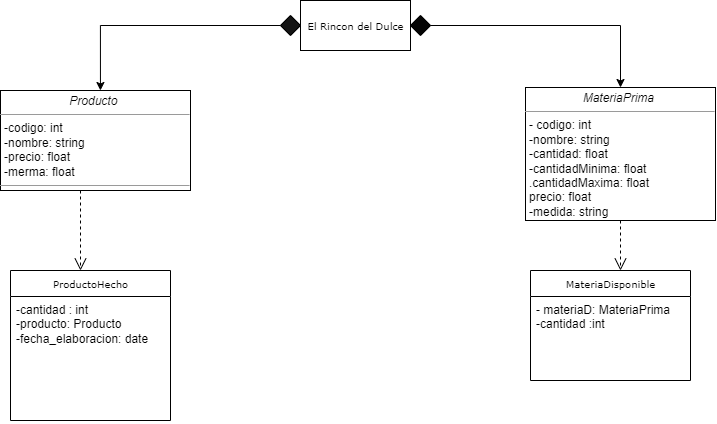 El Rincon del Dulce
Producto
-codigo: int
-nombre: string
-precio: float
-merma: float
MateriaPrima
- codigo: int
-nombre: string
-cantidad: float
-cantidadMinima: float
.cantidadMaxima: float
precio: float
-medida: string
ProductoHecho
-cantidad : int
-producto: Producto
-fecha_elaboracion: date
MateriaDisponible
- materiaD: MateriaPrima
-cantidad :int